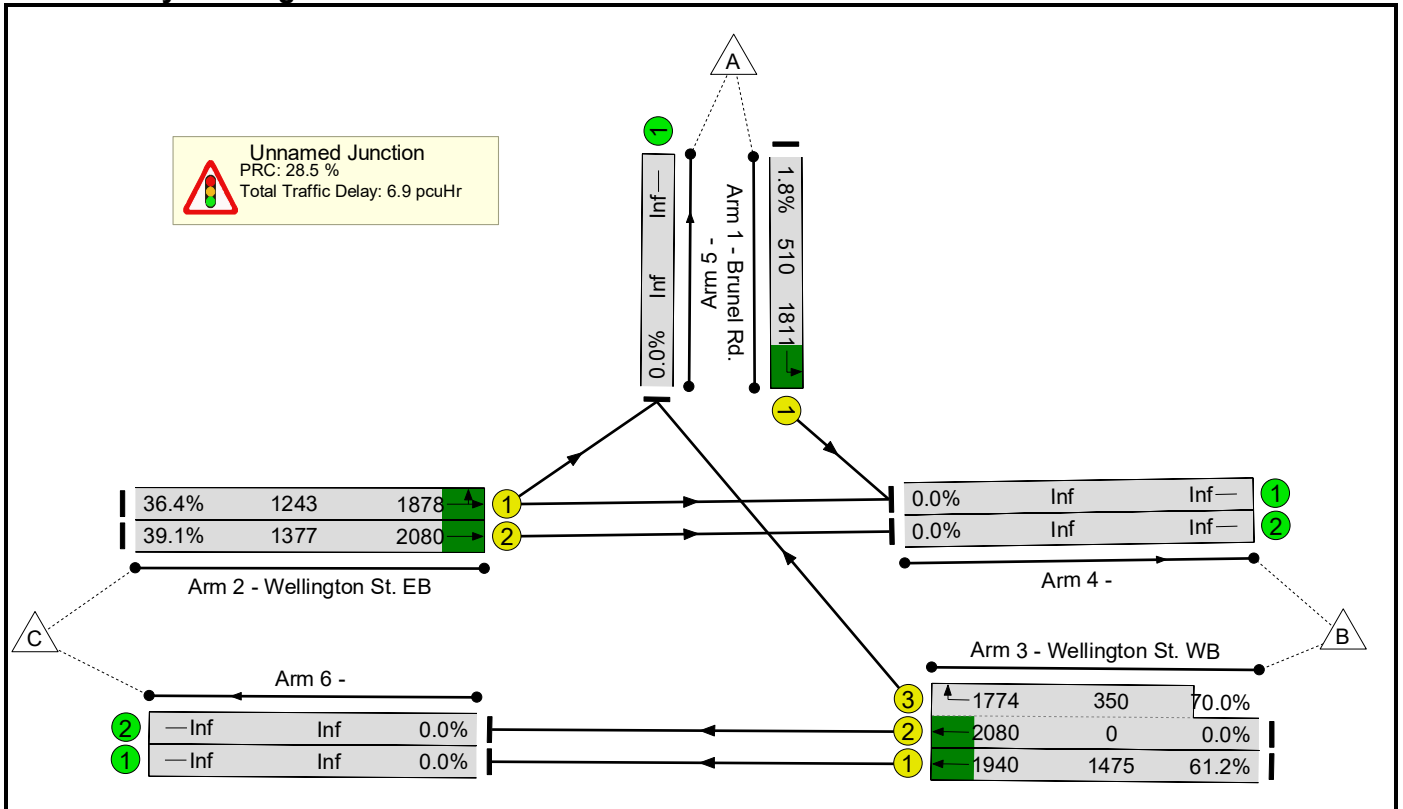 A
1
Unnamed Junction
PRC: 28.5 %
Total Traffic Delay: 6.9 pcuHr
0.0% Inf Inf
Arm 5 -
Arm 1 - Brunel Rd.
1.8% 510 1811
1
36.4% 1243 1878 1
39.1% 1377 2080 2
Arm 2 - Wellington St. EB
0.0% Inf Inf 1
0.0% Inf Inf 2
Arm 4 -
C
B
Arm 3 - Wellington St. WB
Arm 6 -
3 1774 350 70.0%
2 Inf Inf 0.0%
2 2080 0 0.0%
1 Inf Inf 0.0%
1 1940 1475 61.2%